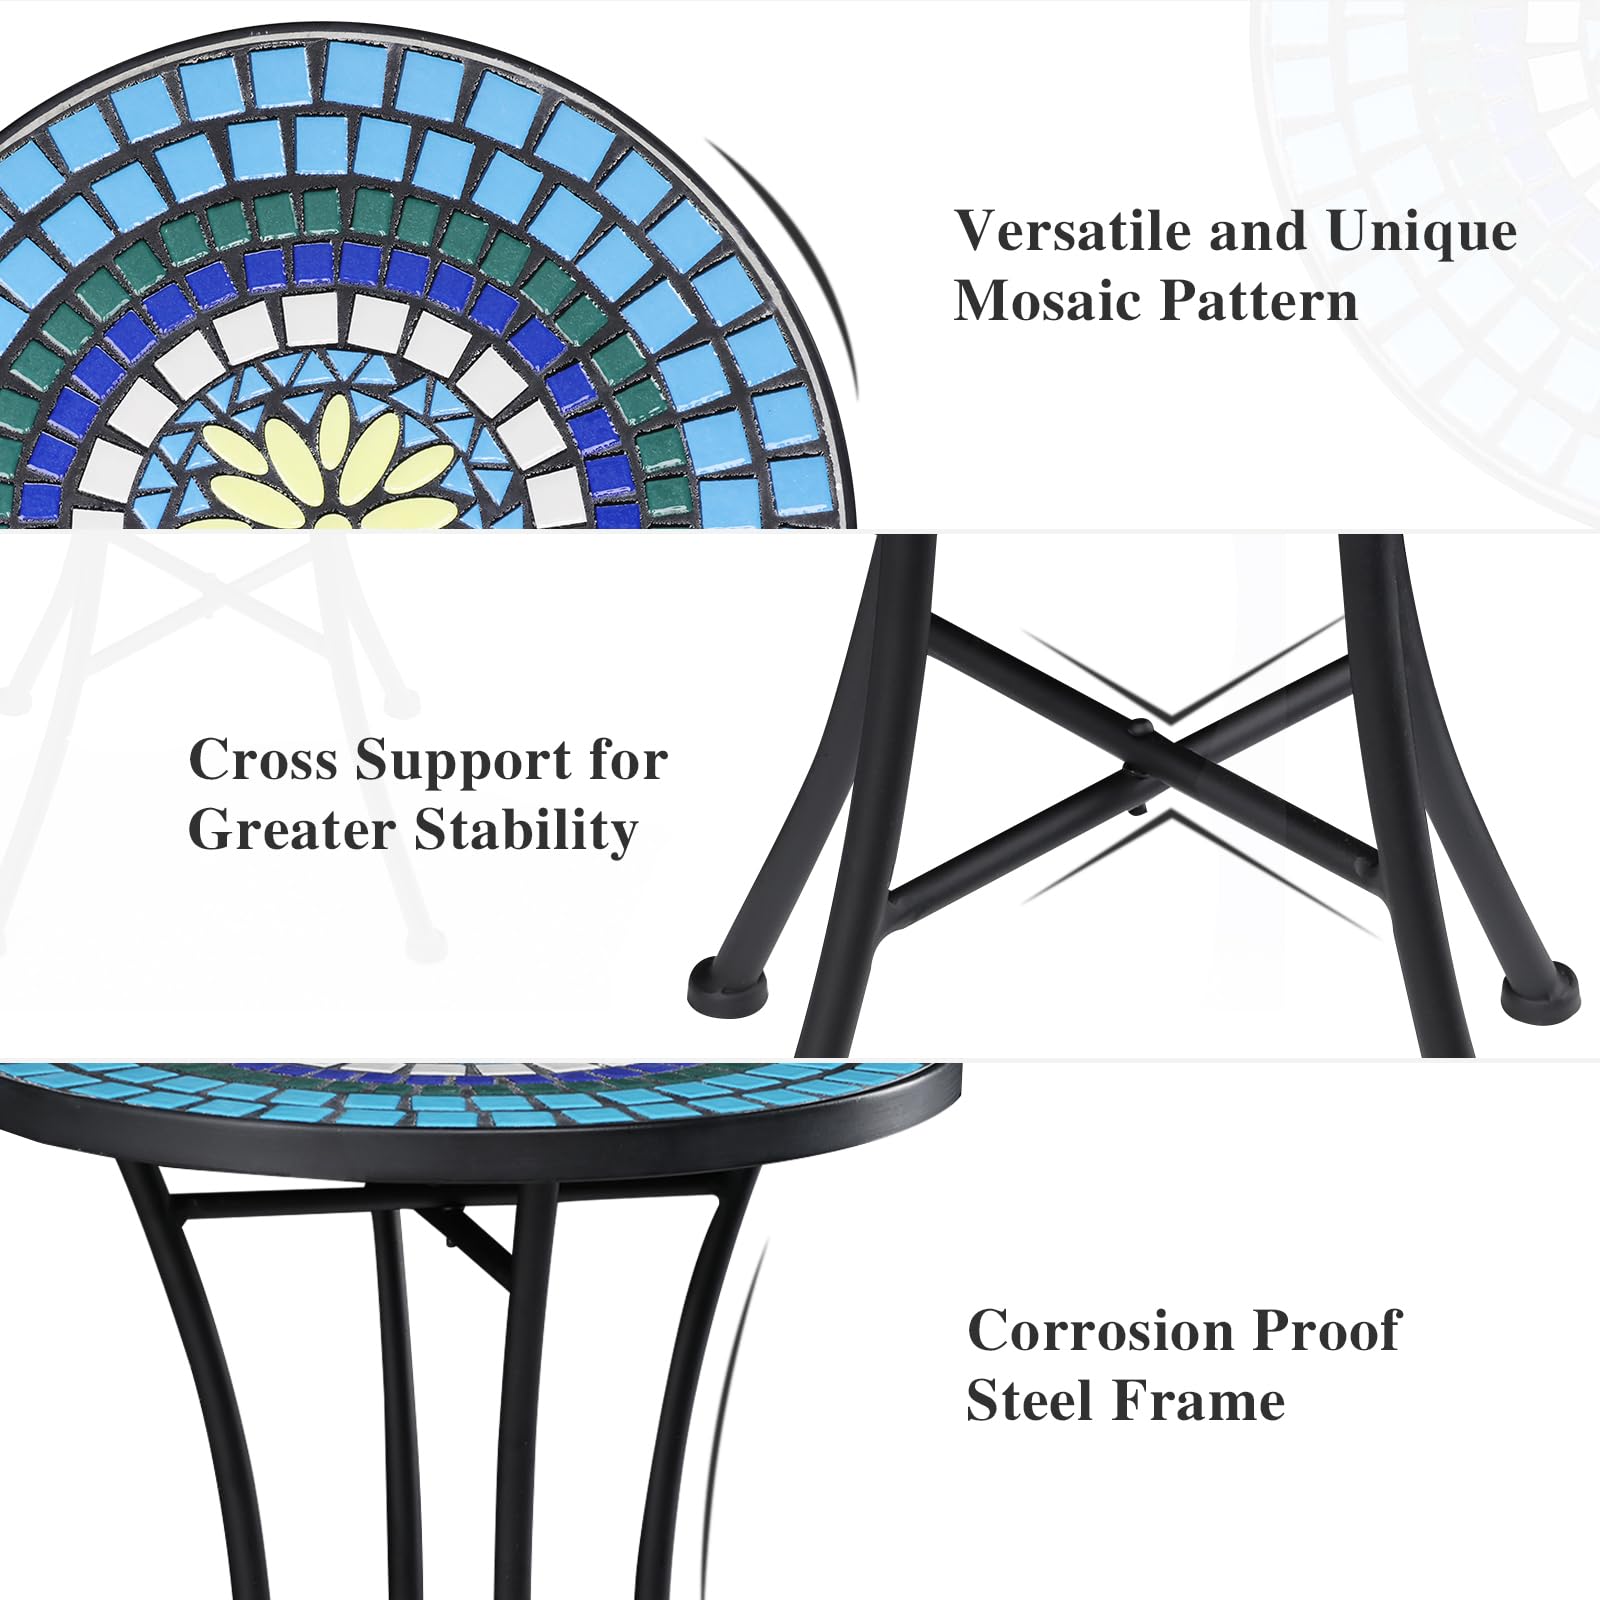 Versatile and Unique
Mosaic Pattern
Cross Support for
Greater Stability
Corrosion Proof
Steel Frame